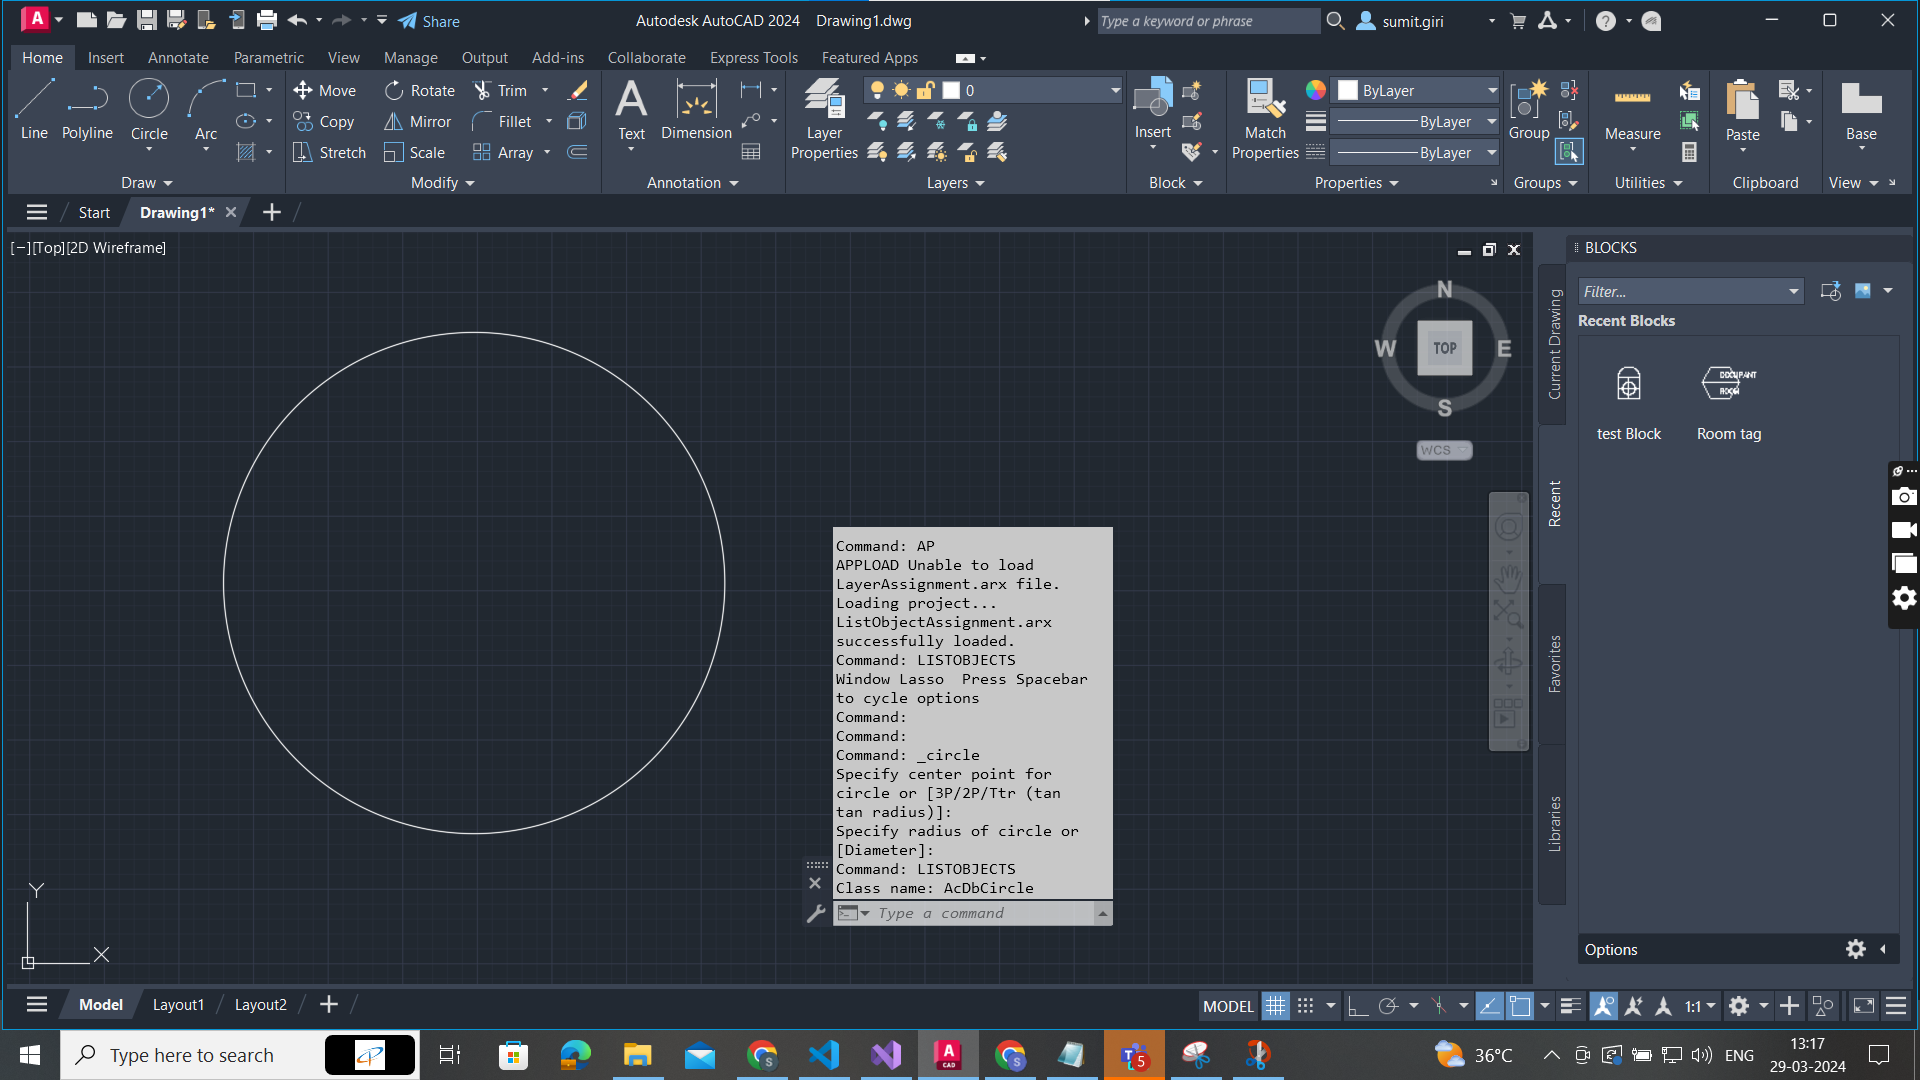 A CAD Share Autodesk AutoCAD 2024 Drawing1.dwg Type a keyword or phrase sumit.giri
Home Insert Annotate Parametric View Manage Output Add-ins Collaborate Express Tools Featured Apps
Line Polyline Circle Arc
Move Rotate Trim
Copy Mirror Fillet
Stretch Scale Array
Text Dimension
Layer Properties
0
Insert
Match Properties
ByLayer
ByLayer
ByLayer
Group Measure Paste Base
Draw Modify Annotation Layers Block Properties Groups Utilities Clipboard View
Start Drawing1*
[−][Top][2D Wireframe]
N
W TOP E
S
WCS
BLOCKS
Filter...
Recent Blocks
OCCUPANT
ROOM
test Block Room tag
Current Drawing
Recent
Favorites
Libraries
Options
Command: AP
APPLOAD Unable to load
LayerAssignment.arx file.
Loading project...
ListObjectAssignment.arx
successfully loaded.
Command: LISTOBJECTS
Window Lasso  Press Spacebar
to cycle options
Command:
Command:
Command: _circle
Specify center point for
circle or [3P/2P/Ttr (tan
tan radius)]:
Specify radius of circle or
[Diameter]:
Command: LISTOBJECTS
Class name: AcDbCircle
Type a command
Y
X
Model Layout1 Layout2
MODEL 1:1
Type here to search
A CAD
5
36°C
ENG
13:17
29-03-2024